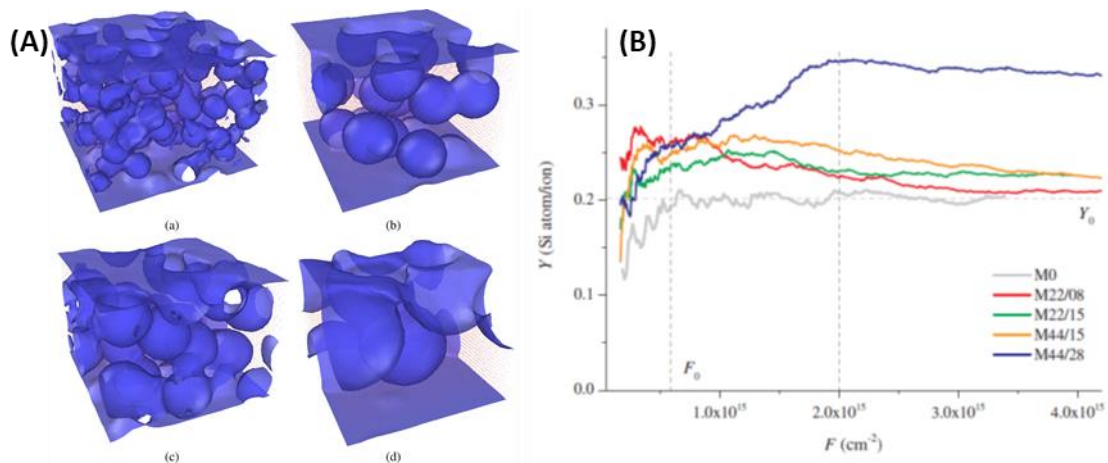 (A)
(a)
(b)
(c)
(d)
(B)
Y (Si atom/ion)
0.3
0.2
0.1
0.0
Y₀
F₀
M0
M22/08
M22/15
M44/15
M44/28
1.0x10¹⁵
2.0x10¹⁵
3.0x10¹⁵
4.0x10¹⁵
F (cm⁻²)